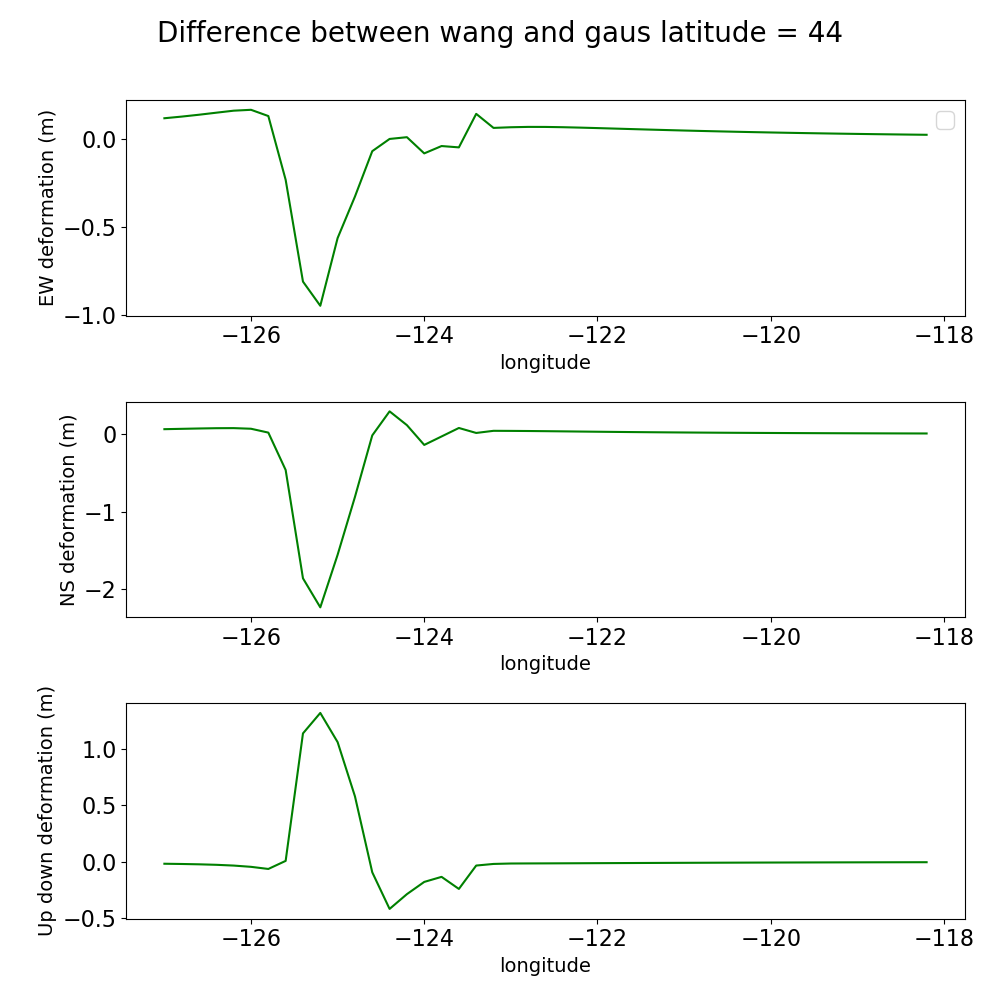 Difference between wang and gaus latitude = 44
EW deformation (m)
0.0
−0.5
−1.0
−126 −124 −122 −120 −118
longitude
NS deformation (m)
0
−1
−2
−126 −124 −122 −120 −118
longitude
Up down deformation (m)
1.0
0.5
0.0
−0.5
−126 −124 −122 −120 −118
longitude